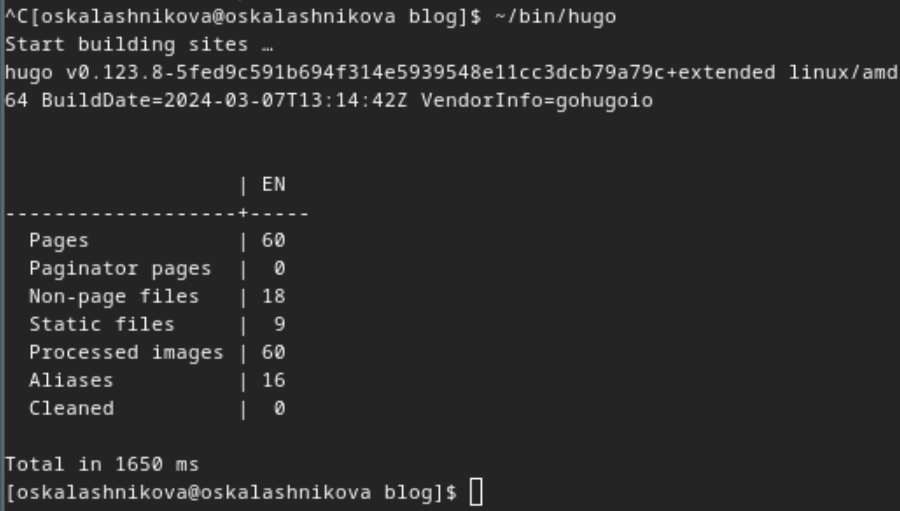 ^C[oskalashnikova@oskalashnikova blog]$ ~/bin/hugo
Start building sites …
hugo v0.123.8-5fed9c591b694f314e5939548e11cc3dcb79a79c+extended linux/amd
64 BuildDate=2024-03-07T13:14:42Z VendorInfo=gohugoio
                   | EN
-------------------+-----
  Pages            | 60
  Paginator pages  |  0
  Non-page files   | 18
  Static files     |  9
  Processed images | 60
  Aliases          | 16
  Cleaned          |  0
Total in 1650 ms
[oskalashnikova@oskalashnikova blog]$